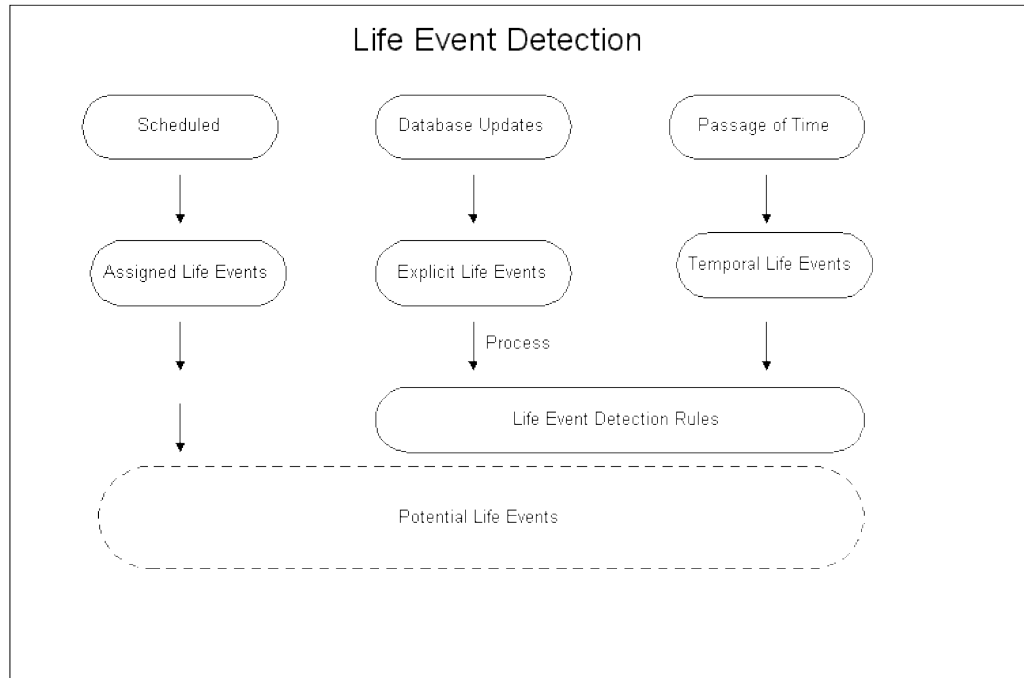 Life Event Detection
Scheduled
Database Updates
Passage of Time
Assigned Life Events
Explicit Life Events
Temporal Life Events
Process
Life Event Detection Rules
Potential Life Events